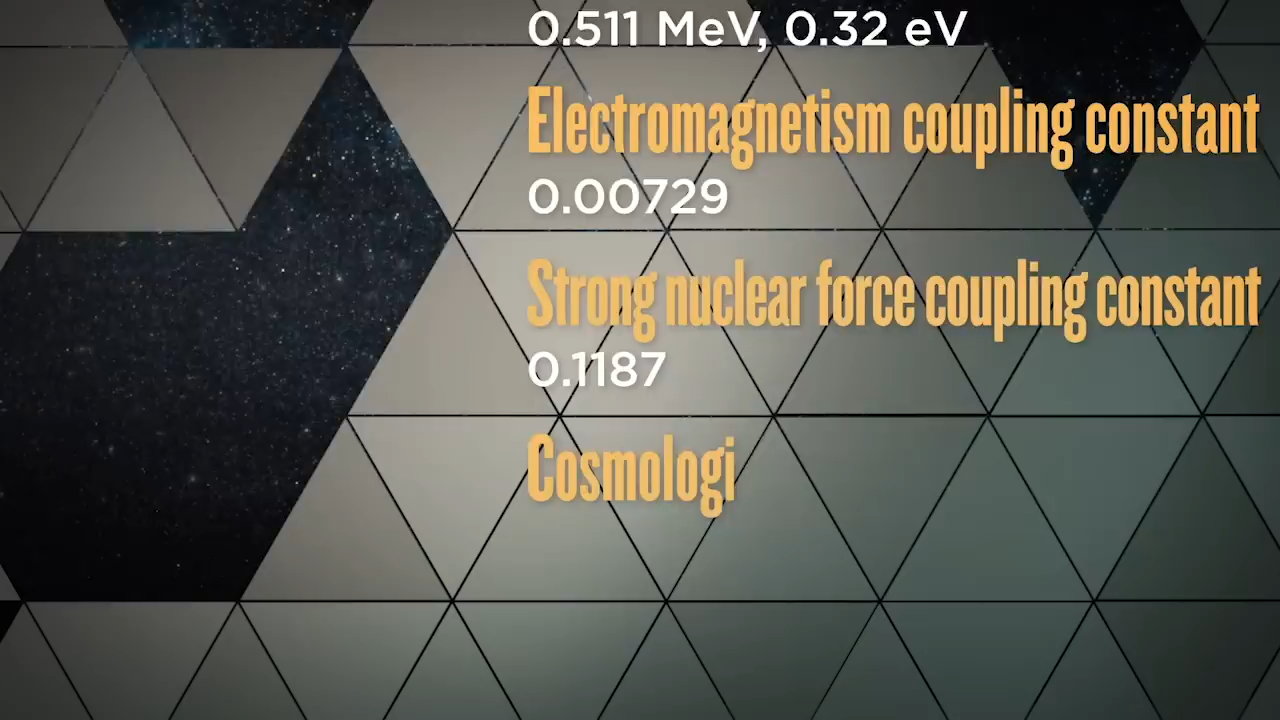 0.511 MeV, 0.32 eV
Electromagnetism coupling constant
0.00729
Strong nuclear force coupling constant
0.1187
Cosmologi